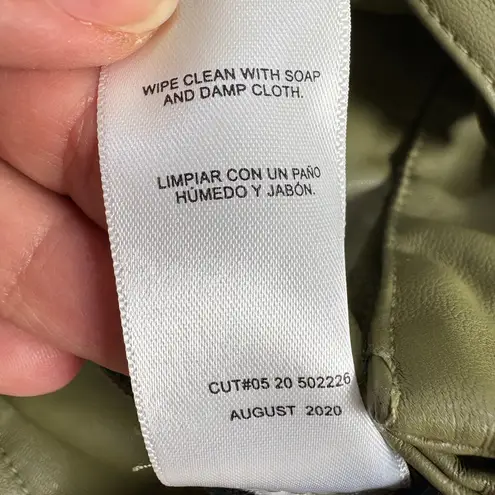 WIPE CLEAN WITH SOAP
AND DAMP CLOTH.
LIMPIAR CON UN PAÑO
HÚMEDO Y JABÓN.
CUT#05 20 502226
AUGUST 2020